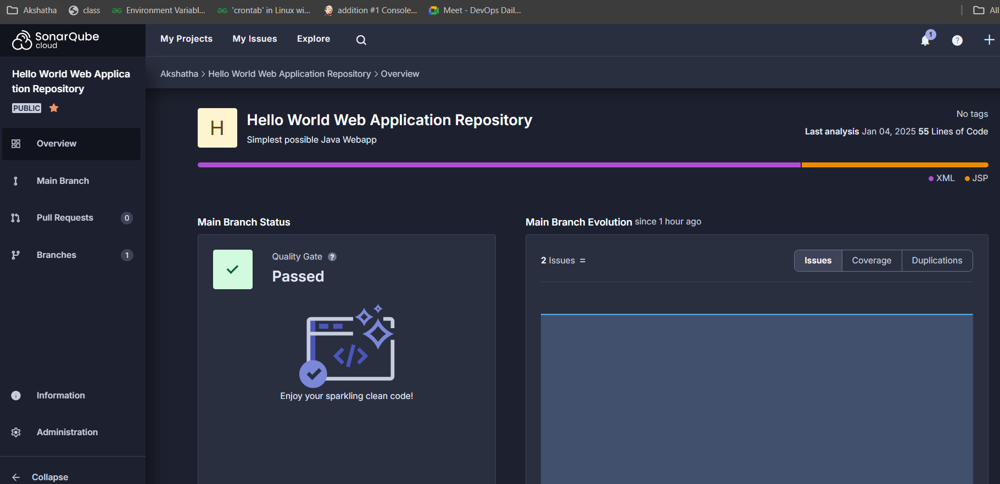 Akshatha
class
Environment Variabl...
'crontab' in Linux wi...
addition #1 Console...
Meet - DevOps Dail...
All
SonarQube
cloud
My Projects
My Issues
Explore
1
?
Hello World Web Applica
tion Repository
PUBLIC
Akshatha > Hello World Web Application Repository > Overview
Overview
Main Branch
Pull Requests
0
Branches
1
Information
Administration
Collapse
H
Hello World Web Application Repository
Simplest possible Java Webapp
No tags
Last analysis Jan 04, 2025 55 Lines of Code
XML
JSP
Main Branch Status
Quality Gate ?
Passed
</>
Enjoy your sparkling clean code!
Main Branch Evolution since 1 hour ago
2 Issues =
Issues
Coverage
Duplications